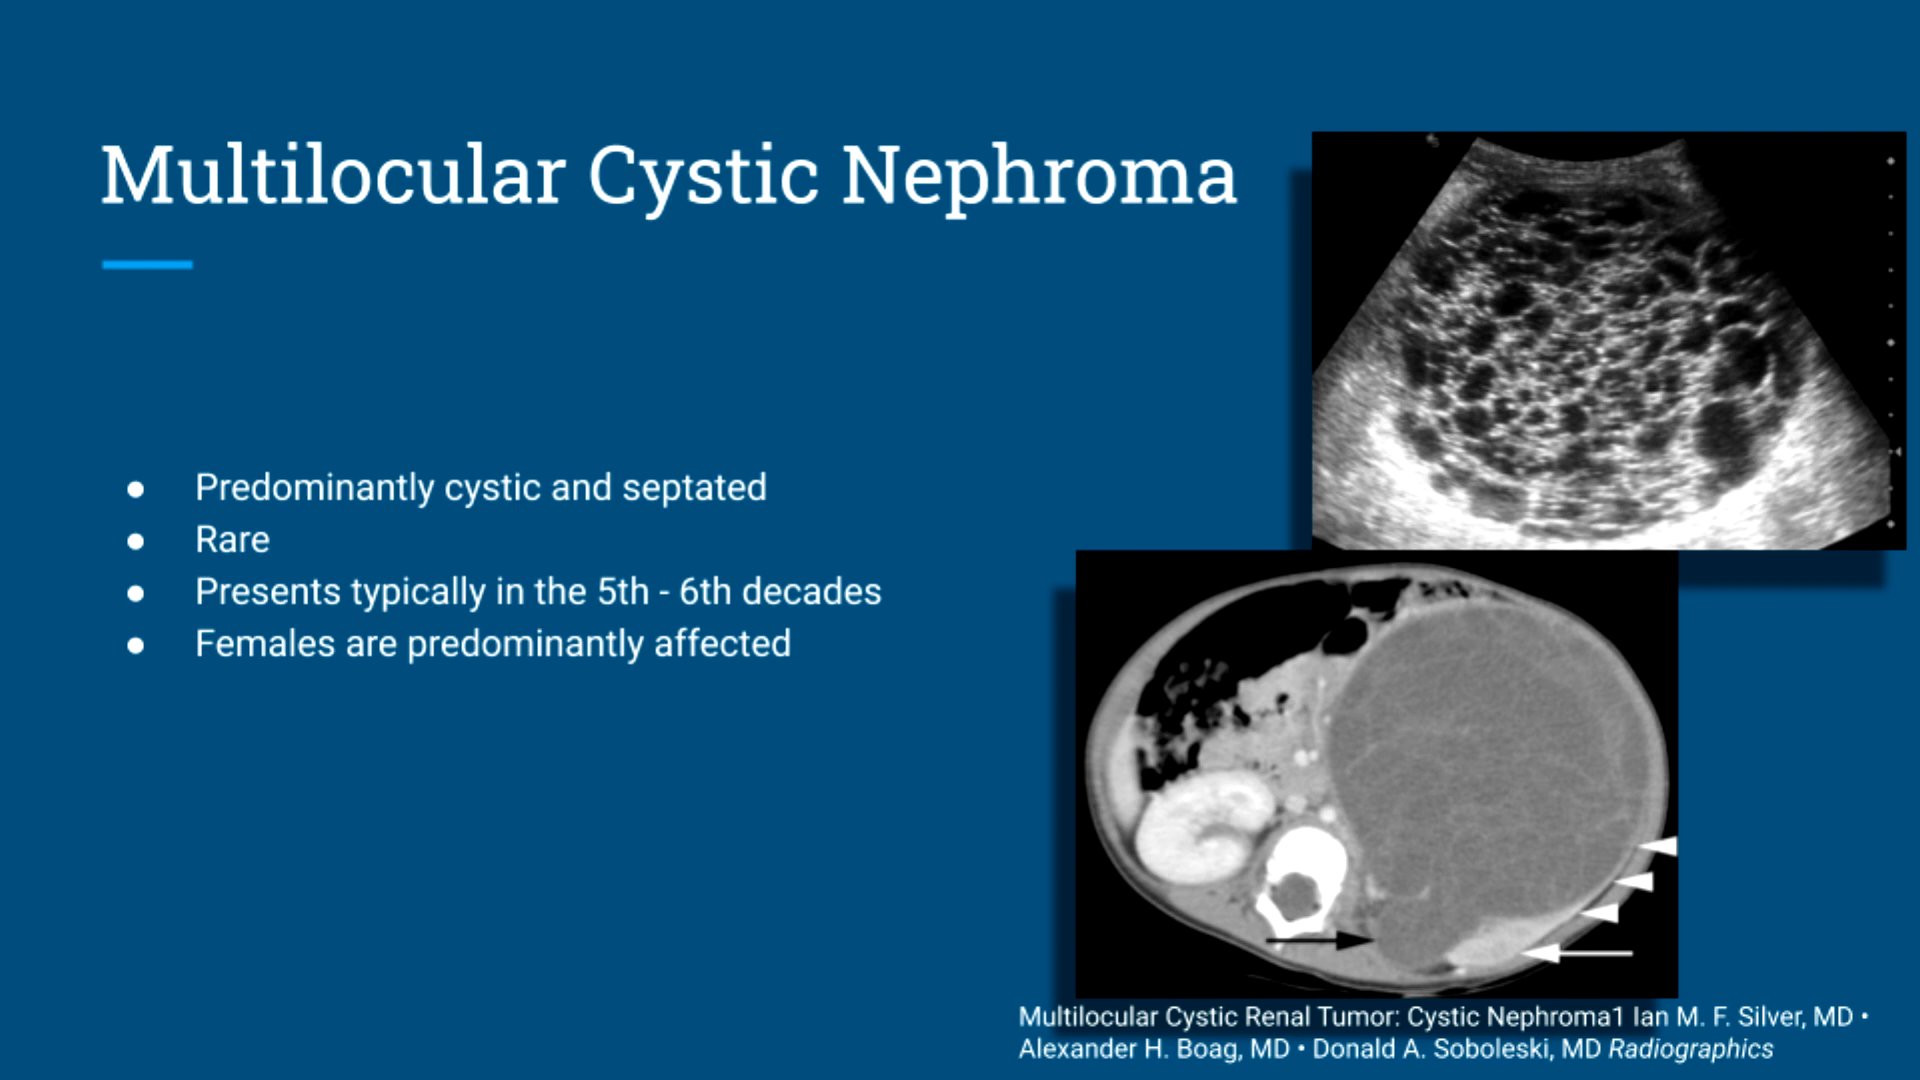 Multilocular Cystic Nephroma
● Predominantly cystic and septated
● Rare
● Presents typically in the 5th - 6th decades
● Females are predominantly affected
Multilocular Cystic Renal Tumor: Cystic Nephroma1 Ian M. F. Silver, MD •
Alexander H. Boag, MD • Donald A. Soboleski, MD Radiographics